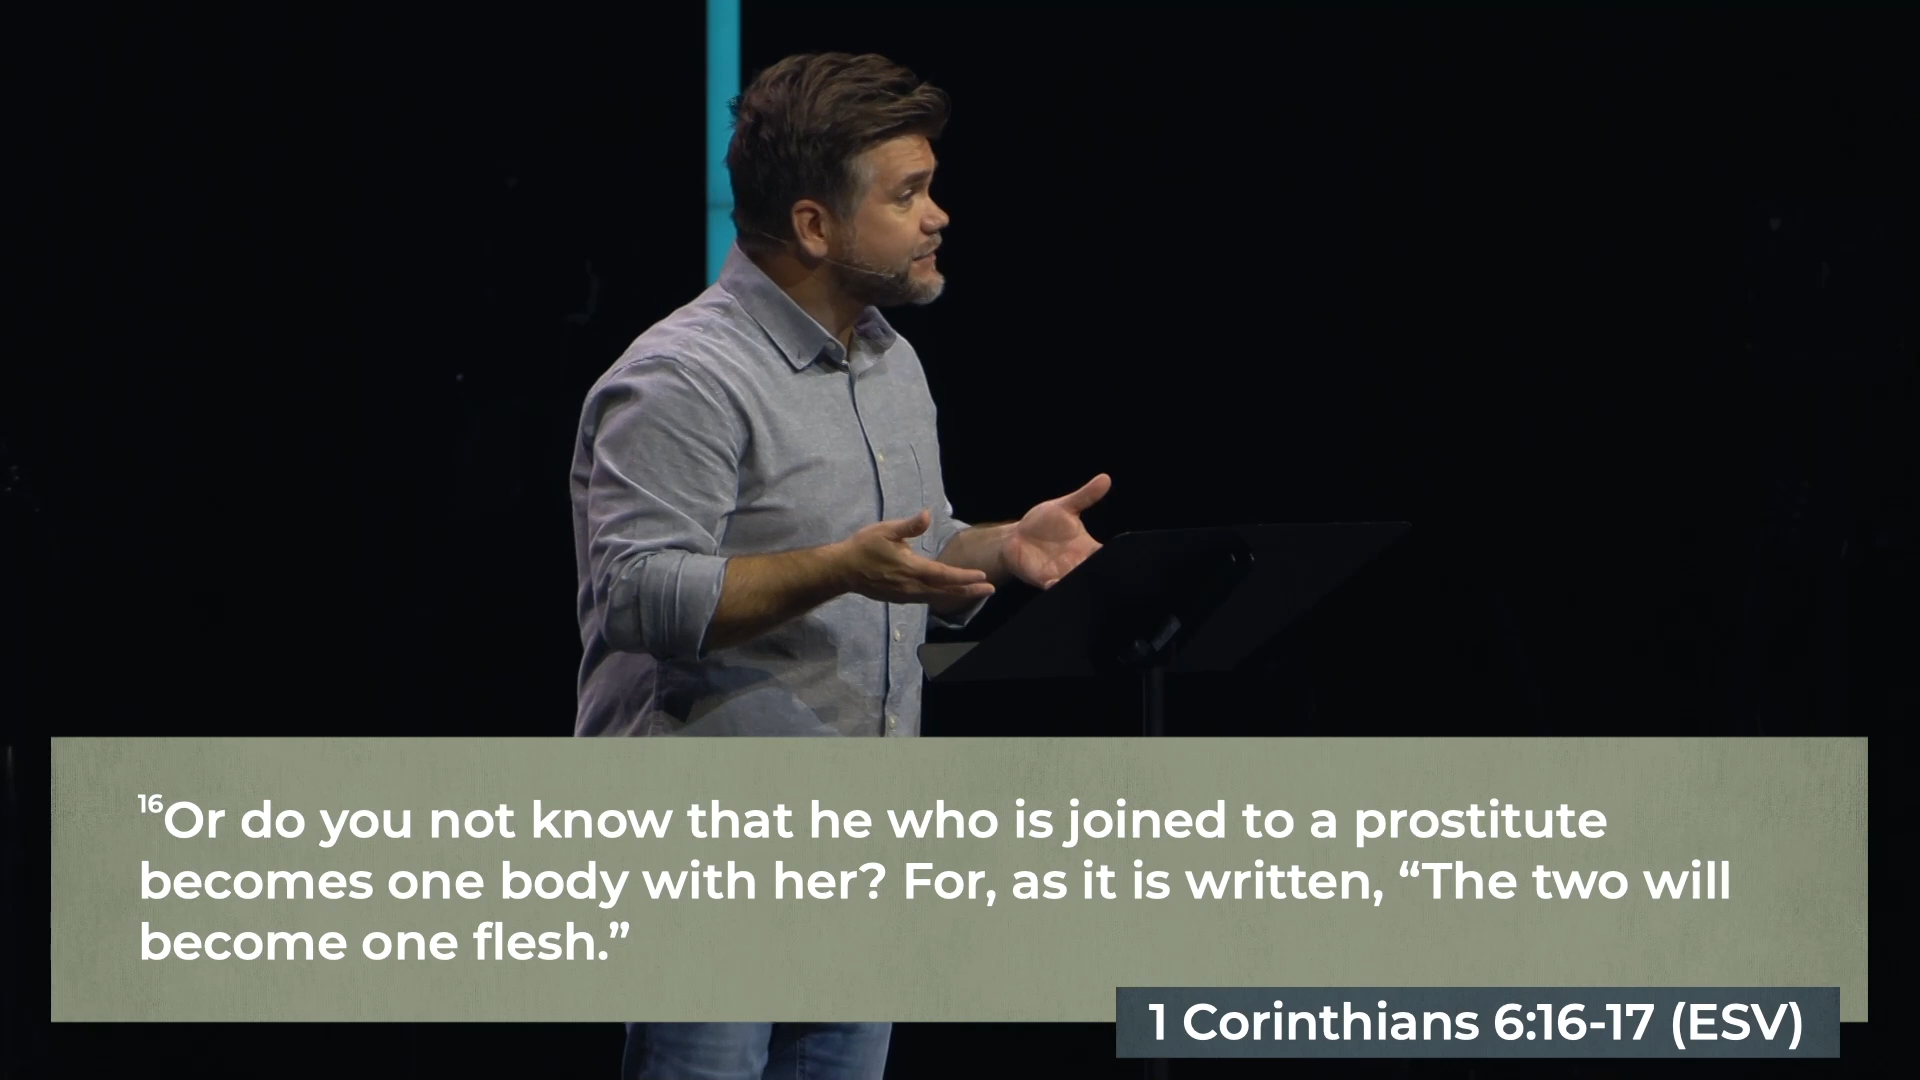 16Or do you not know that he who is joined to a prostitute
becomes one body with her? For, as it is written, “The two will
become one flesh.”
1 Corinthians 6:16-17 (ESV)